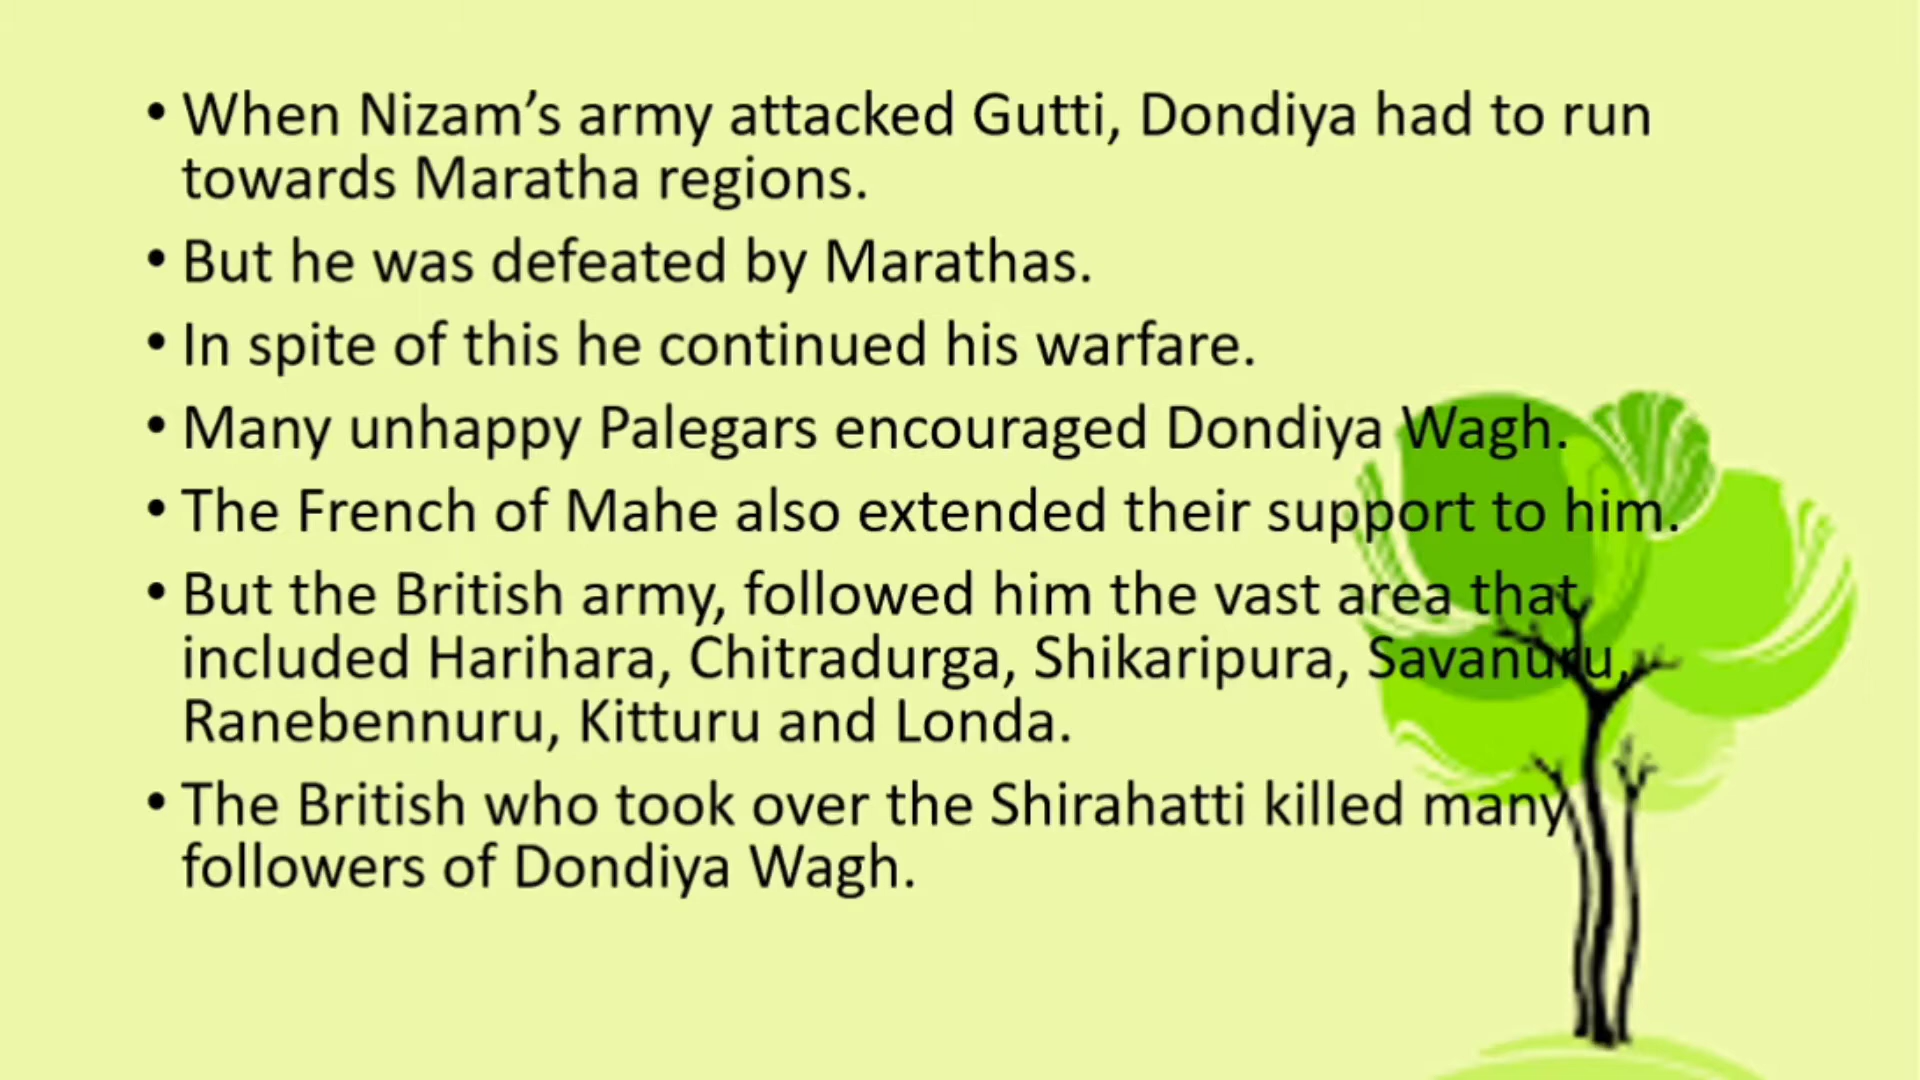 • When Nizam’s army attacked Gutti, Dondiya had to run
towards Maratha regions.
• But he was defeated by Marathas.
• In spite of this he continued his warfare.
• Many unhappy Palegars encouraged Dondiya Wagh.
• The French of Mahe also extended their support to him.
• But the British army, followed him the vast area that
included Harihara, Chitradurga, Shikaripura, Savanuru,
Ranebennuru, Kitturu and Londa.
• The British who took over the Shirahatti killed many
followers of Dondiya Wagh.